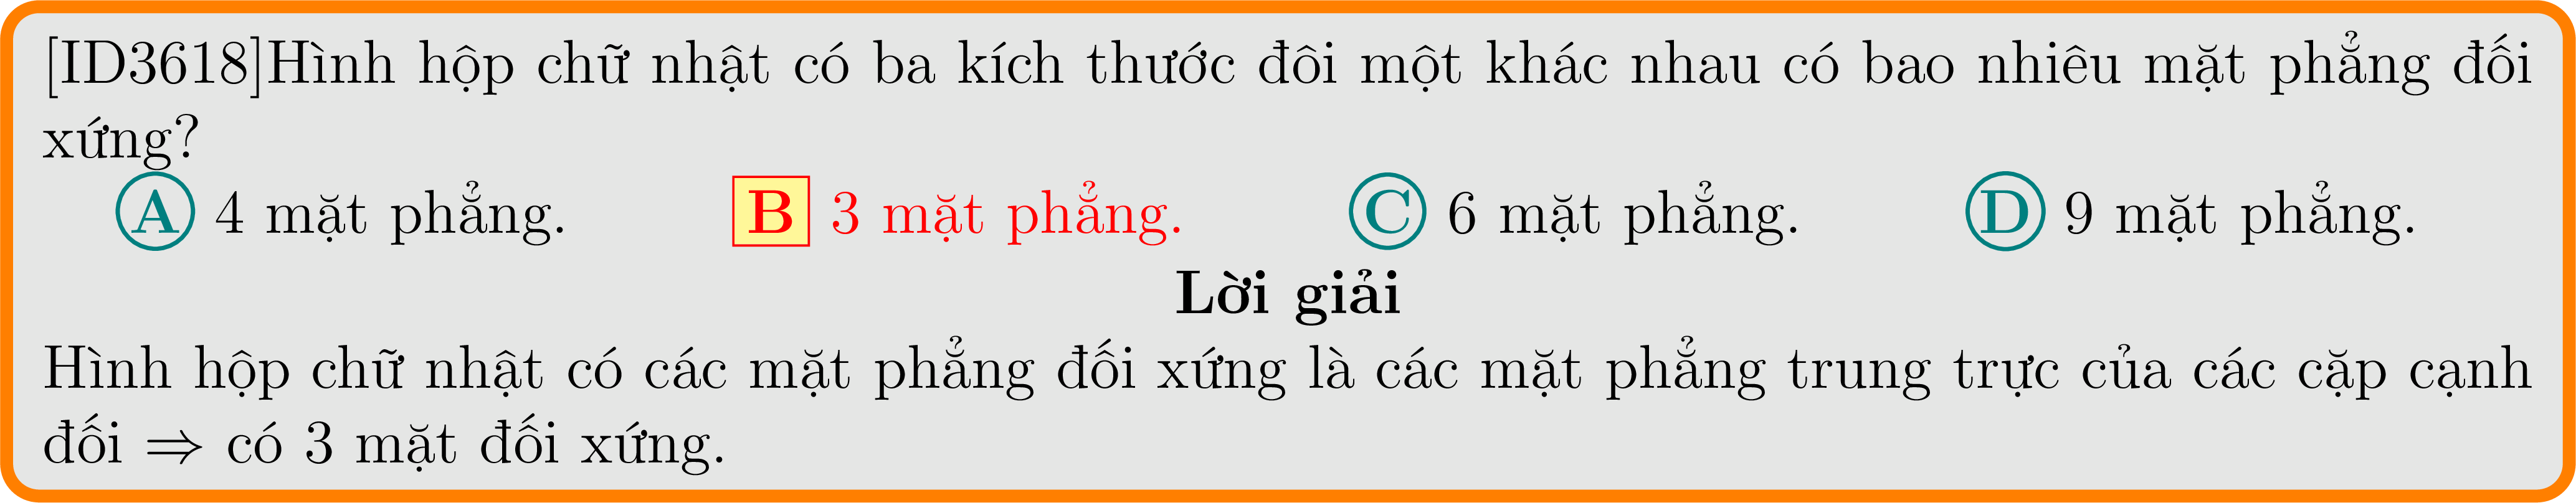 [ID3618]Hình hộp chữ nhật có ba kích thước đôi một khác nhau có bao nhiêu mặt phẳng đối
xứng?
A 4 mặt phẳng. B 3 mặt phẳng. C 6 mặt phẳng. D 9 mặt phẳng.
Lời giải
Hình hộp chữ nhật có các mặt phẳng đối xứng là các mặt phẳng trung trực của các cặp cạnh
đối ⇒ có 3 mặt đối xứng.